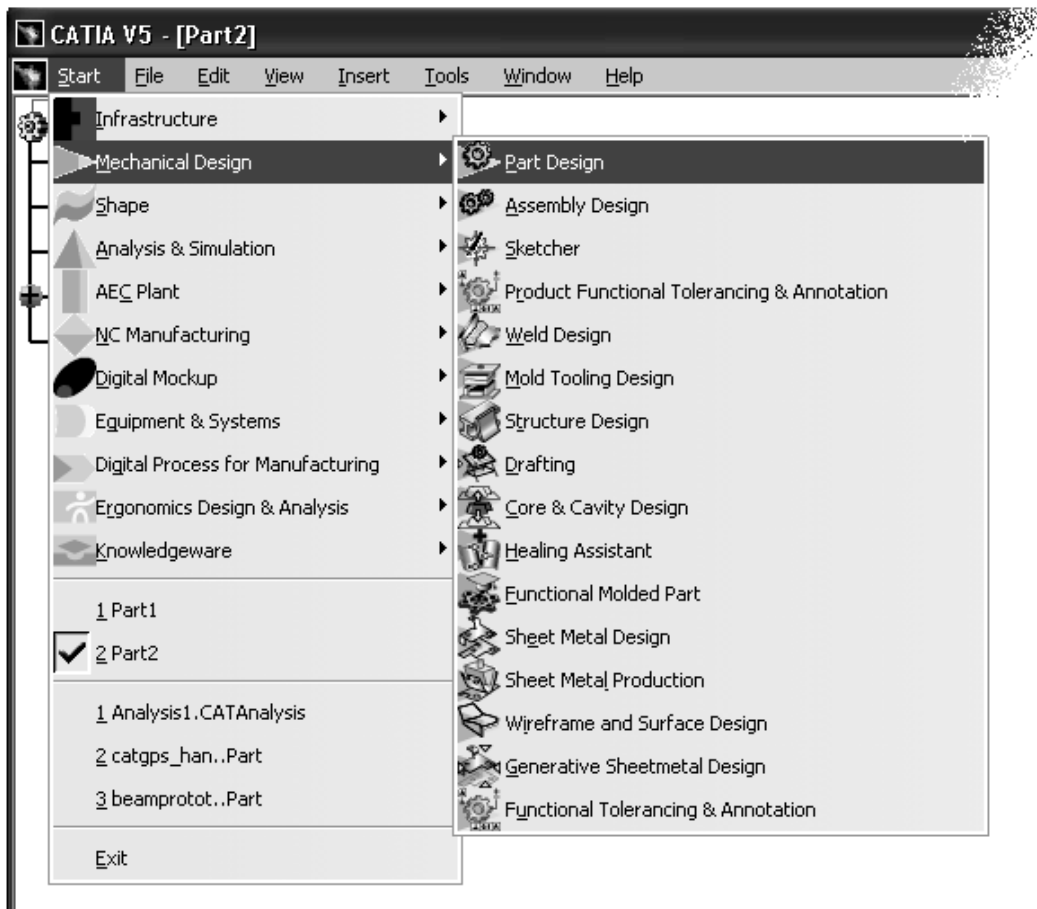 CATIA V5 - [Part2]
Start File Edit View Insert Tools Window Help
Infrastructure
Mechanical Design
Shape
Analysis & Simulation
AEC Plant
NC Manufacturing
Digital Mockup
Equipment & Systems
Digital Process for Manufacturing
Ergonomics Design & Analysis
Knowledgeware
1 Part1
2 Part2
1 Analysis1.CATAnalysis
2 catgps_han..Part
3 beamprotot..Part
Exit
Part Design
Assembly Design
Sketcher
Product Functional Tolerancing & Annotation
Weld Design
Mold Tooling Design
Structure Design
Drafting
Core & Cavity Design
Healing Assistant
Functional Molded Part
Sheet Metal Design
Sheet Metal Production
Wireframe and Surface Design
Generative Sheetmetal Design
Functional Tolerancing & Annotation